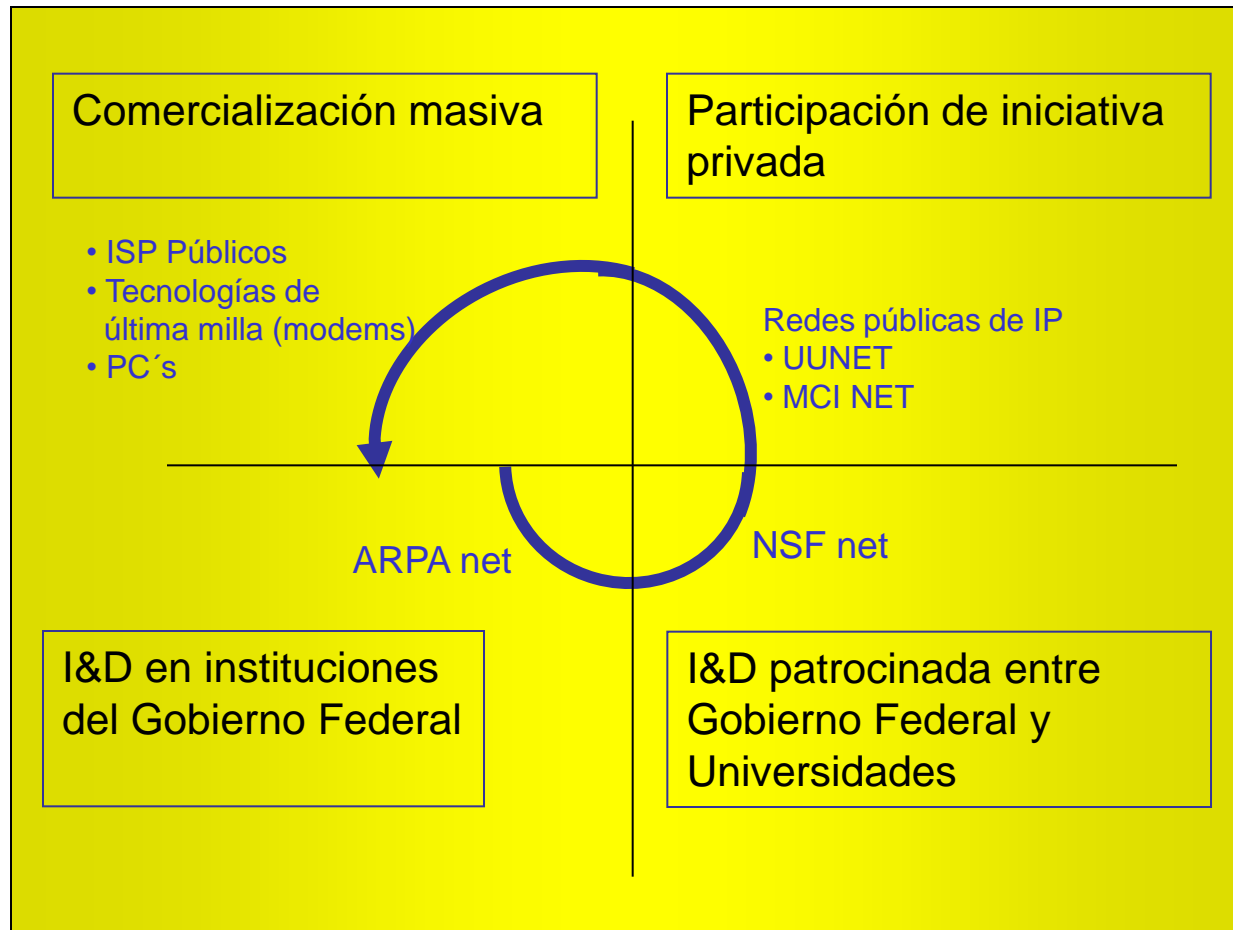 Comercialización masiva
Participación de iniciativa
privada
• ISP Públicos
• Tecnologías de
última milla (modems)
• PC´s
Redes públicas de IP
• UUNET
• MCI NET
ARPA net
NSF net
I&D en instituciones
del Gobierno Federal
I&D patrocinada entre
Gobierno Federal y
Universidades